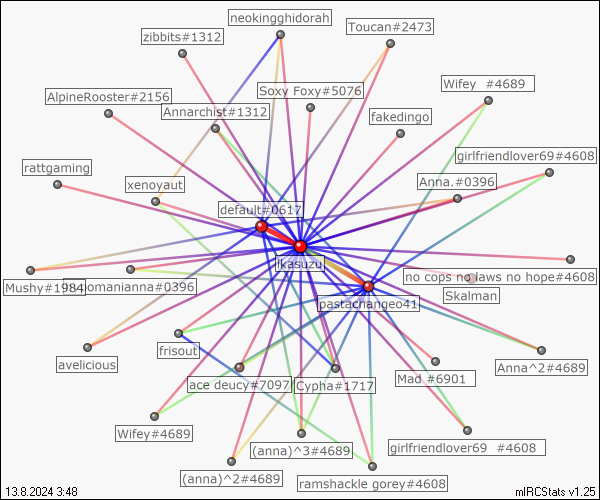 neokingghidorah
Toucan#2473
zibbits#1312
Soxy Foxy#5076
Wifey  #4689
AlpineRooster#2156
Annarchist#1312
fakedingo
girlfriendlover69#4608
rattgaming
xenoyaut
Anna.#0396
default#0617
ikasuzu
no cops no laws no hope#4608
Mushy#1984
omanianna#0396
Skalman
pastachangeo41
avelicious
frisout
Anna^2#4689
ace deucy#7097
Cypha#1717
Mad #6901
Wifey#4689
(anna)^3#4689
girlfriendlover69  #4608
(anna)^2#4689
ramshackle gorey#4608
13.8.2024 3:48
mIRCStats v1.25